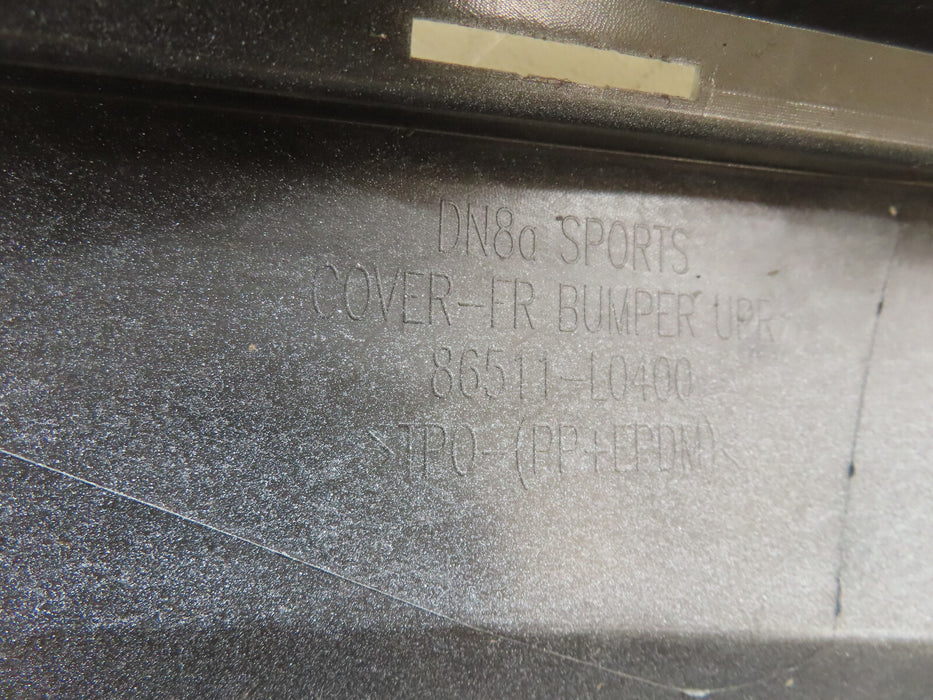 DN8a SPORTS
COVER-FR BUMPER UPR
86511-L0400
>TPO-(PP+EPDM)<